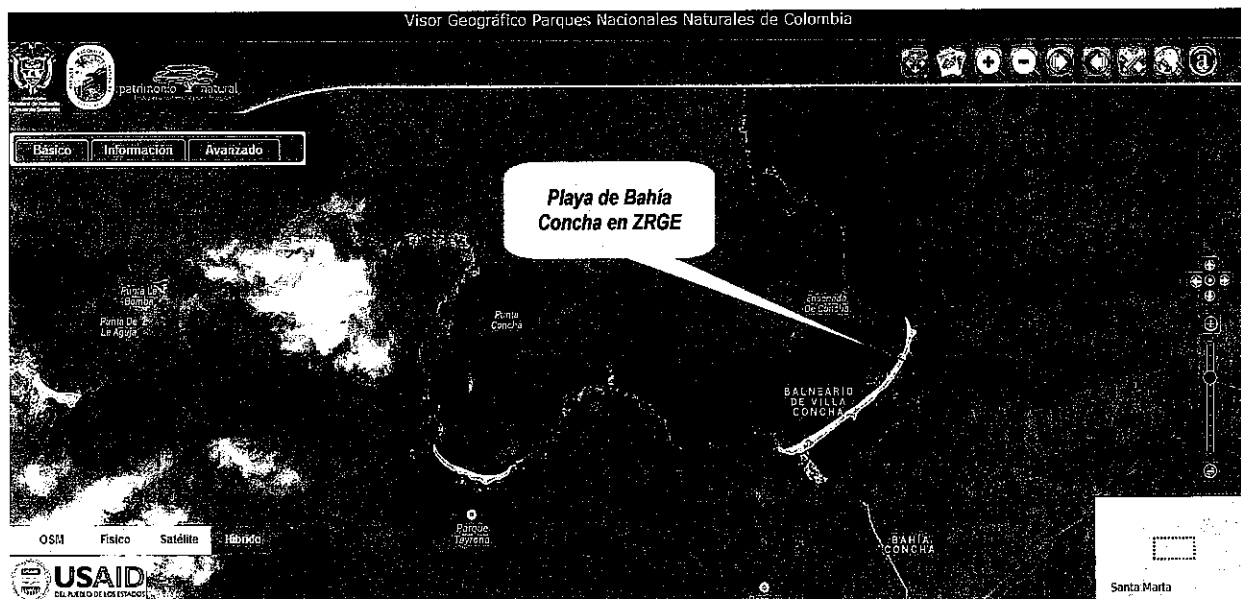 Visor Geográfico Parques Nacionales Naturales de Colombia
patrimonio natural
a
Básico
Información
Avanzado
Playa de Bahía
Concha en ZRGE
Punta La
Bomba
Punta De
La Aguja
Punta
Concha
Ensenada
De Concha
BALNEARIO
DE VILLA
CONCHA
Parque
Tayrona
BAHÍA
CONCHA
OSM
Físico
Satélite
Híbrido
USAID
DEL PUEBLO DE LOS ESTADOS
Santa Marta